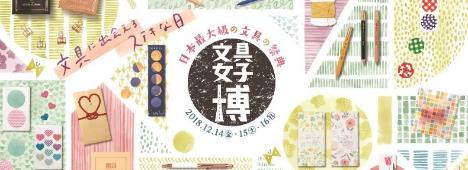 文具に出会える
ステキな日
日本最大級の文具の祭典
文具
女子
博
2018.12.14㊎・15㊏・16㊐